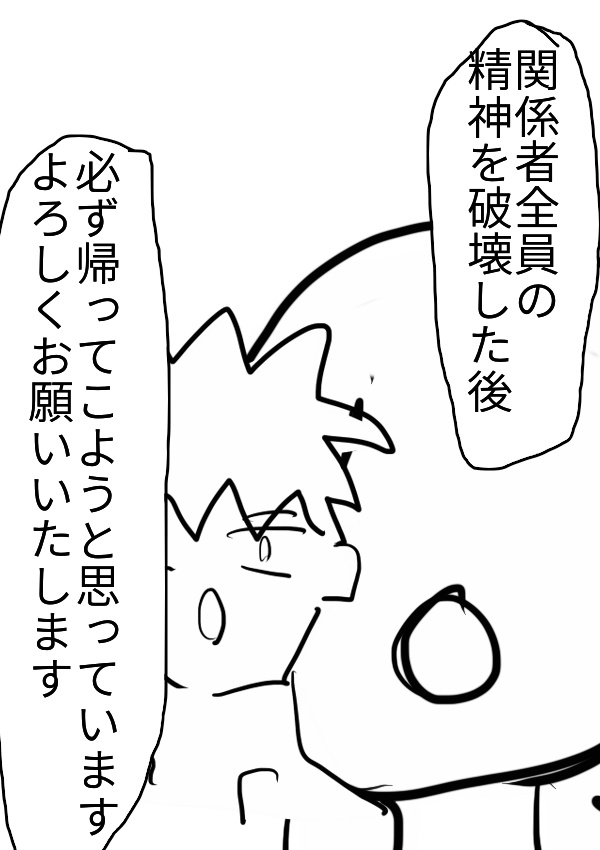 関係者全員の
精神を破壊した後
必ず帰ってこようと思っています
よろしくお願いいたします